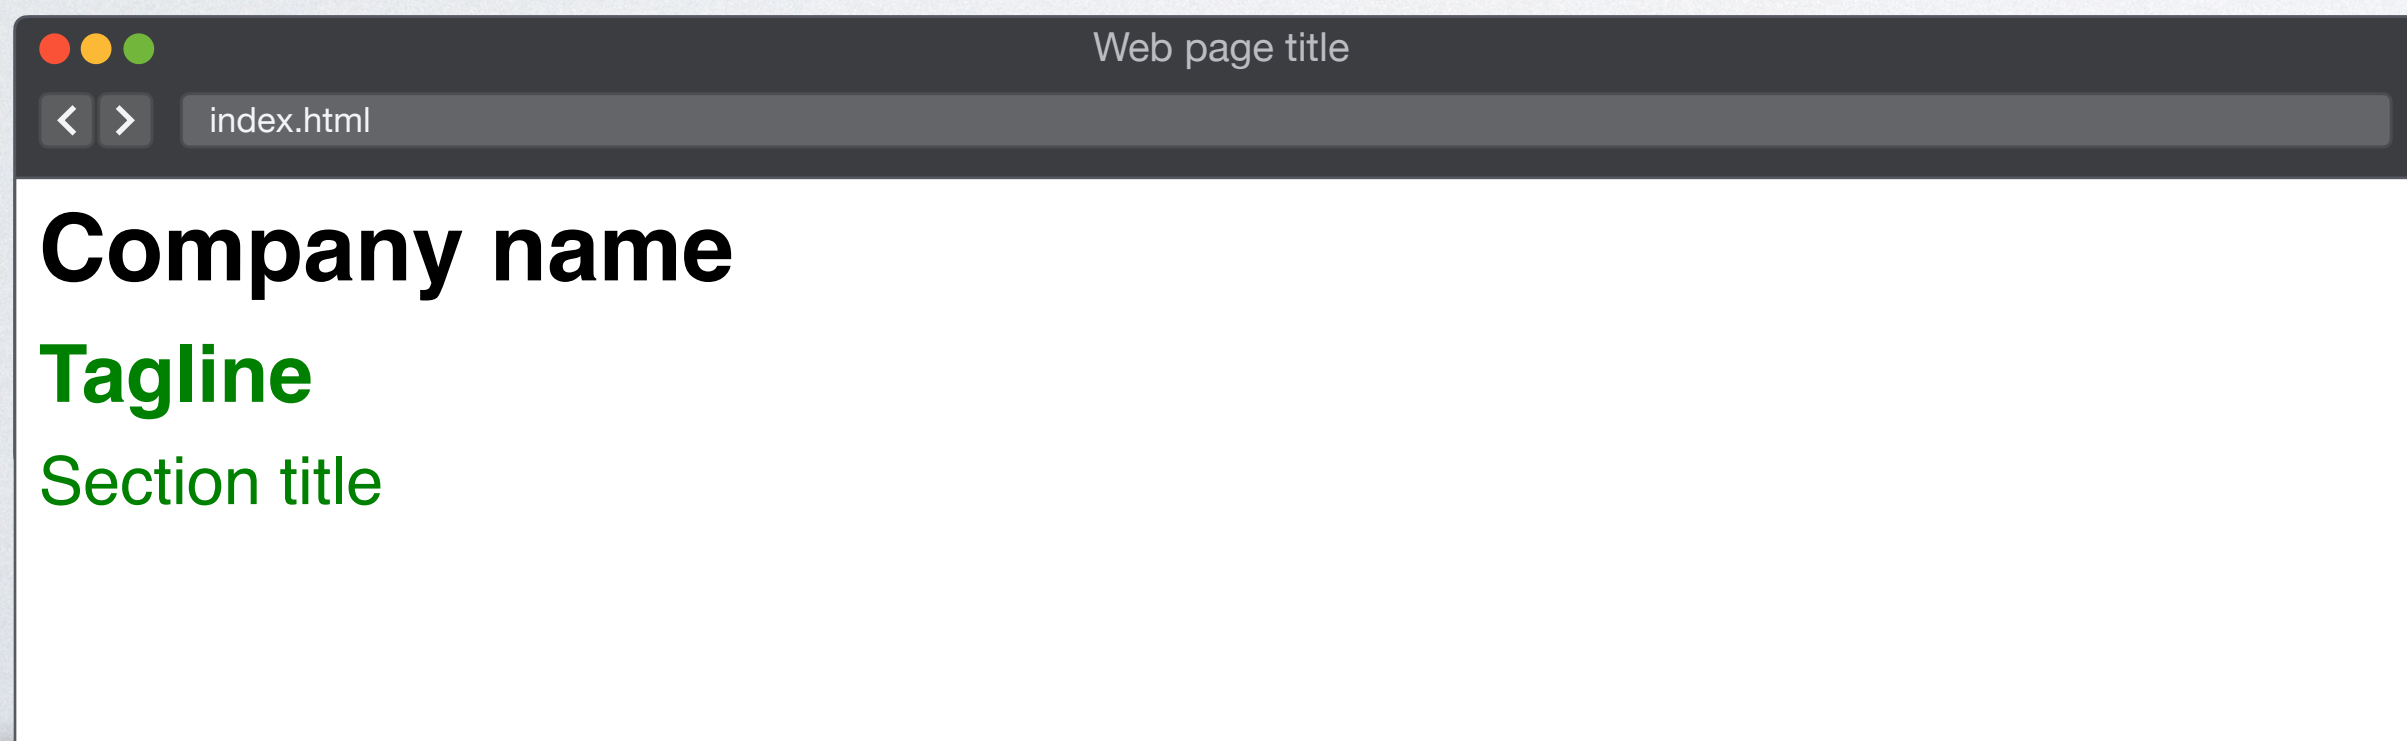 Web page title
index.html
Company name
Tagline
Section title